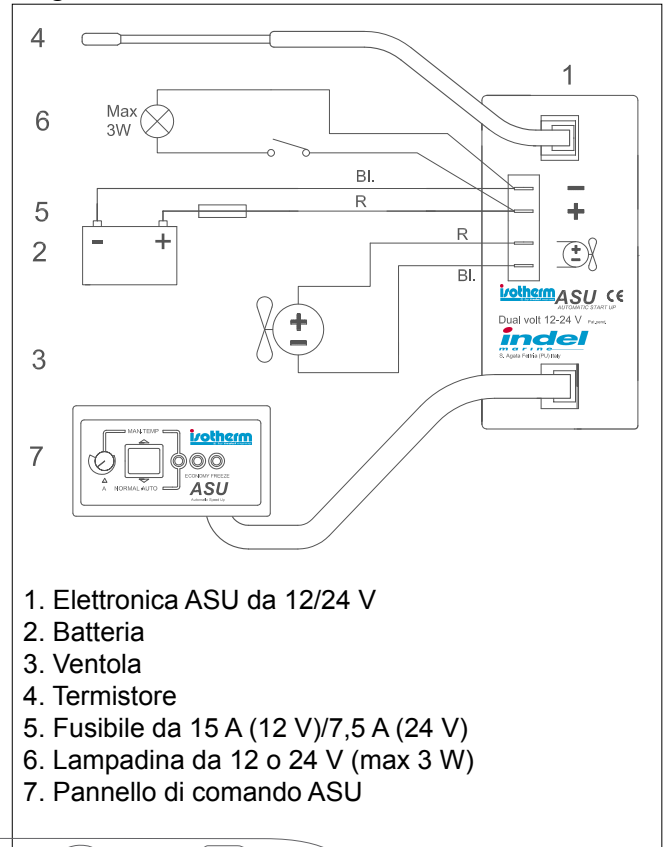 4
1
6
Max
3W
Bl.
5
R
2
- +
R
Bl.
isotherm ASU CE
AUTOMATIC START UP
Dual volt 12-24 V
indel
marine
S. Agata Feltria (PU) Italy
3
7
MAN.TEMP
isotherm
A
NORMAL AUTO
ECONOMY FREEZE
ASU
Automatic Speed Up
1. Elettronica ASU da 12/24 V
2. Batteria
3. Ventola
4. Termistore
5. Fusibile da 15 A (12 V)/7,5 A (24 V)
6. Lampadina da 12 o 24 V (max 3 W)
7. Pannello di comando ASU